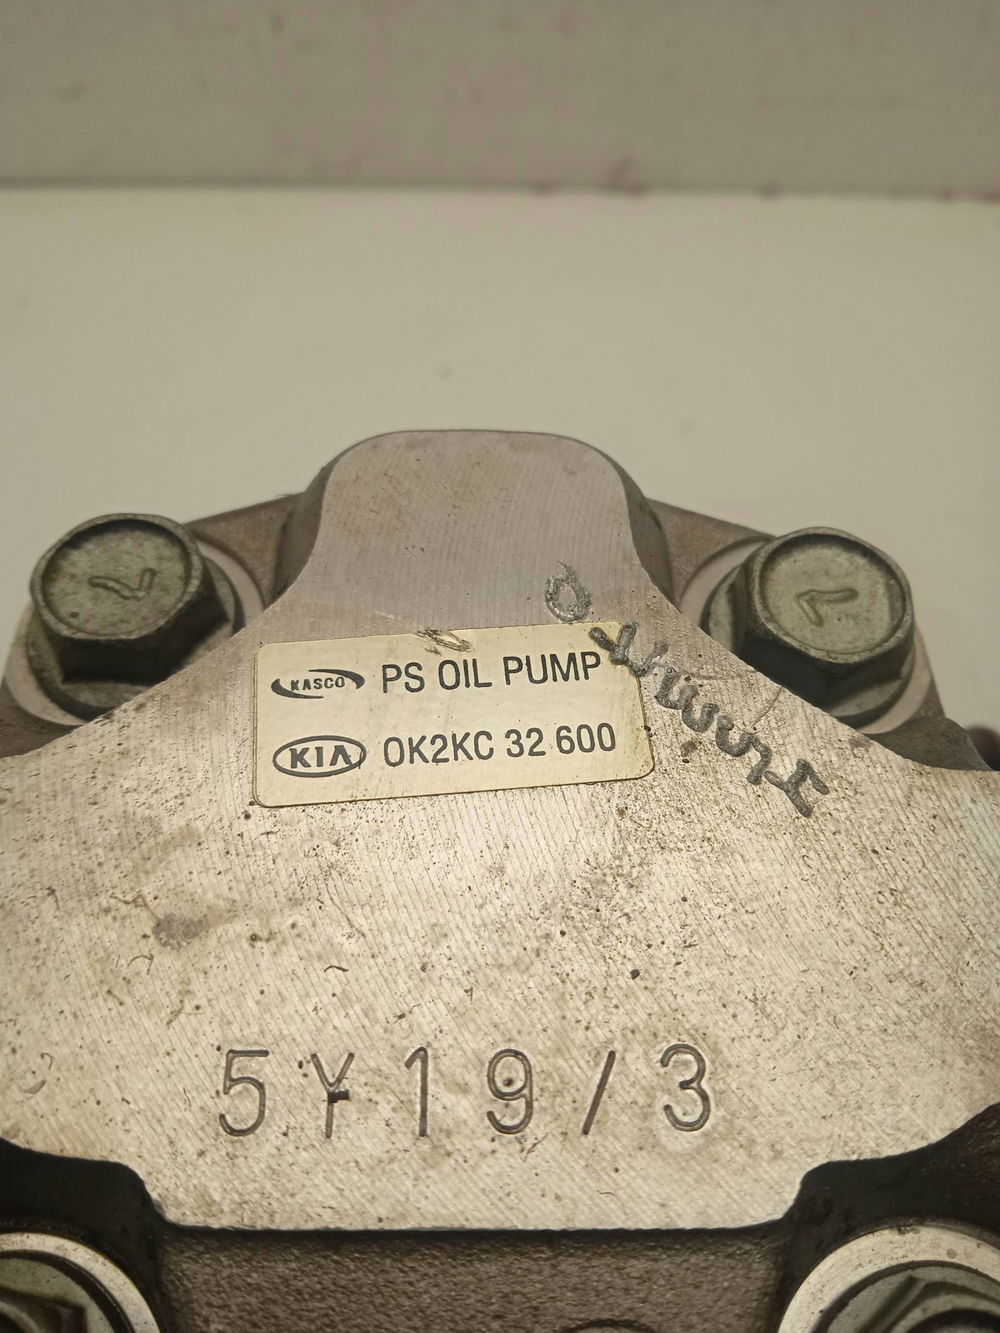 KASCO PS OIL PUMP
KIA 0K2KC 32 600
5Y19/3